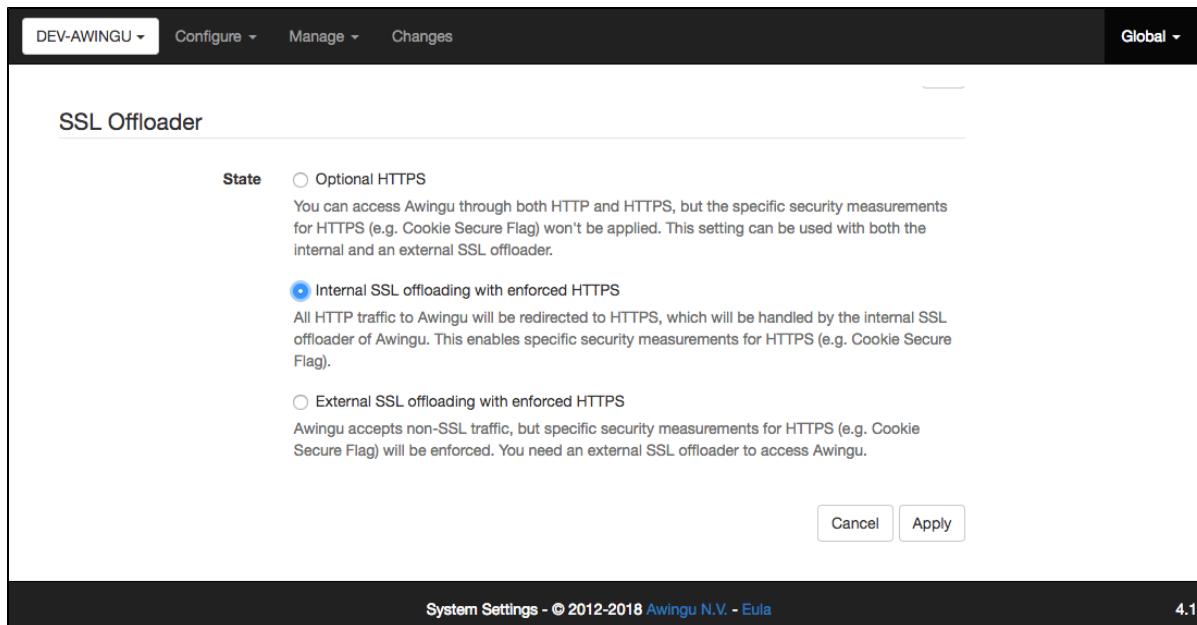 DEV-AWINGU Configure Manage Changes Global
SSL Offloader
State Optional HTTPS
You can access Awingu through both HTTP and HTTPS, but the specific security measurements
for HTTPS (e.g. Cookie Secure Flag) won't be applied. This setting can be used with both the
internal and an external SSL offloader.
Internal SSL offloading with enforced HTTPS
All HTTP traffic to Awingu will be redirected to HTTPS, which will be handled by the internal SSL
offloader of Awingu. This enables specific security measurements for HTTPS (e.g. Cookie Secure
Flag).
External SSL offloading with enforced HTTPS
Awingu accepts non-SSL traffic, but specific security measurements for HTTPS (e.g. Cookie
Secure Flag) will be enforced. You need an external SSL offloader to access Awingu.
Cancel Apply
System Settings - © 2012-2018 Awingu N.V. - Eula 4.1